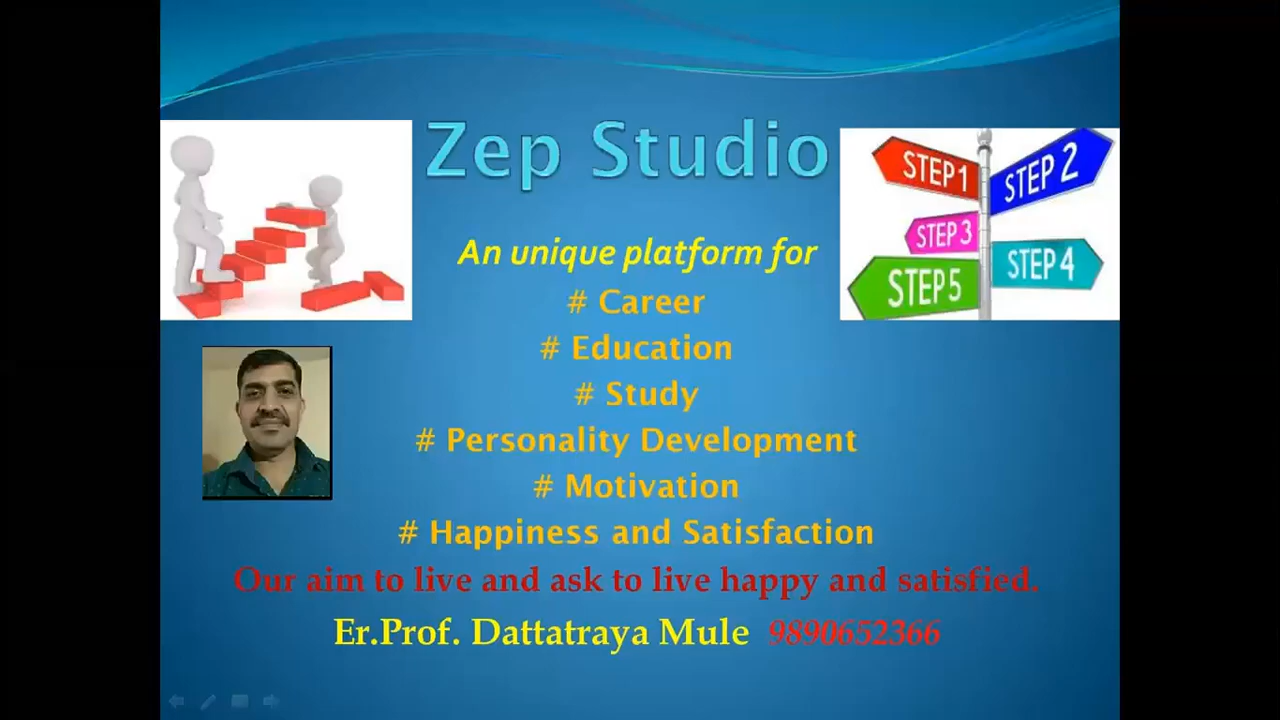 Zep Studio
STEP 1
STEP 2
STEP 3
STEP 4
STEP 5
An unique platform for
# Career
# Education
# Study
# Personality Development
# Motivation
# Happiness and Satisfaction
Our aim to live and ask to live happy and satisfied.
Er.Prof. Dattatraya Mule 9890652366